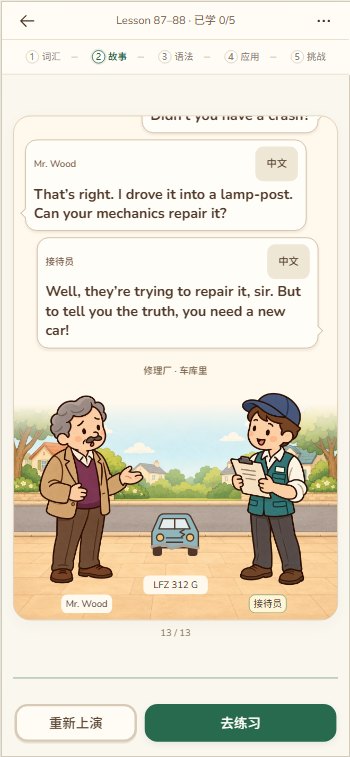 Lesson 87–88 · 已学 0/5
1 词汇
2 故事
3 语法
4 应用
5 挑战
Didn't you have a crash?
Mr. Wood
中文
That's right. I drove it into a lamp-post.
Can your mechanics repair it?
接待员
中文
Well, they're trying to repair it, sir. But
to tell you the truth, you need a new
car!
修理厂 · 车库里
LFZ 312 G
Mr. Wood
接待员
13 / 13
重新上演
去练习